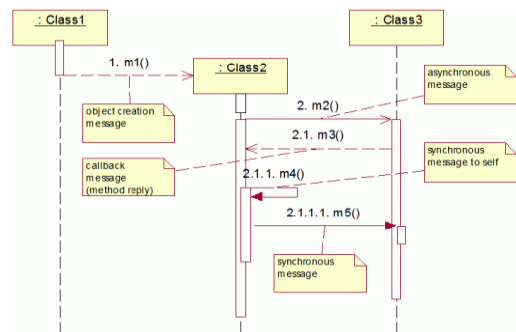 : Class1
: Class3
1. m1()
: Class2
asynchronous
message
object creation
message
2. m2()
2.1. m3()
callback
message
(method reply)
synchronous
message to self
2.1.1. m4()
2.1.1.1. m5()
synchronous
message